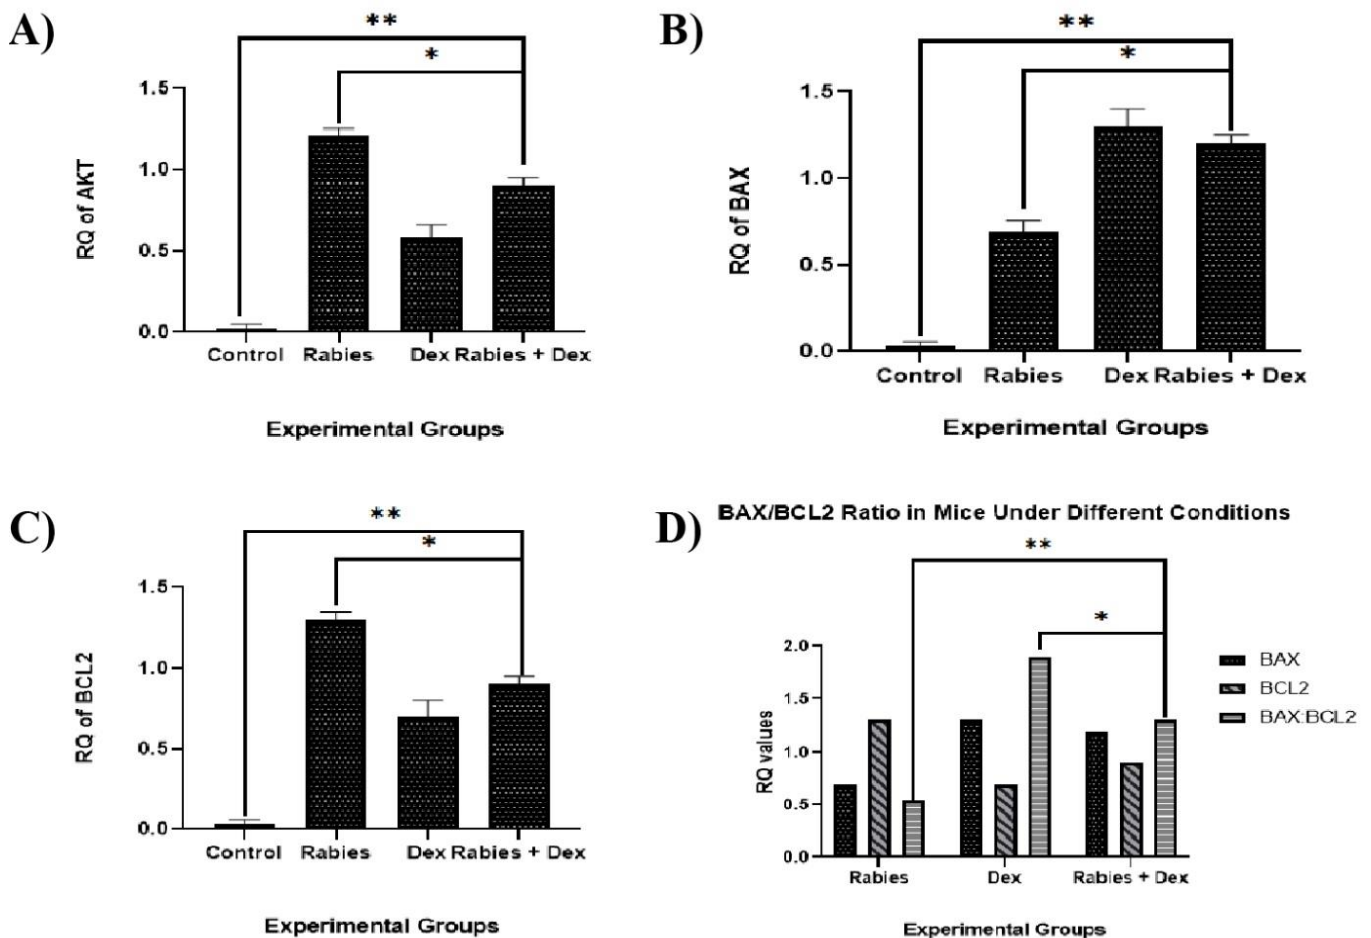 A)
**
*
1.5
1.0
0.5
0.0
RQ of AKT
Control Rabies Dex Rabies + Dex
Experimental Groups
B)
**
*
1.5
1.0
0.5
0.0
RQ of BAX
Control Rabies Dex Rabies + Dex
Experimental Groups
C)
**
*
1.5
1.0
0.5
0.0
RQ of BCL2
Control Rabies Dex Rabies + Dex
Experimental Groups
D)
BAX/BCL2 Ratio in Mice Under Different Conditions
**
*
2.0
1.5
1.0
0.5
0.0
RQ values
BAX
BCL2
BAX:BCL2
Rabies Dex Rabies + Dex
Experimental Groups